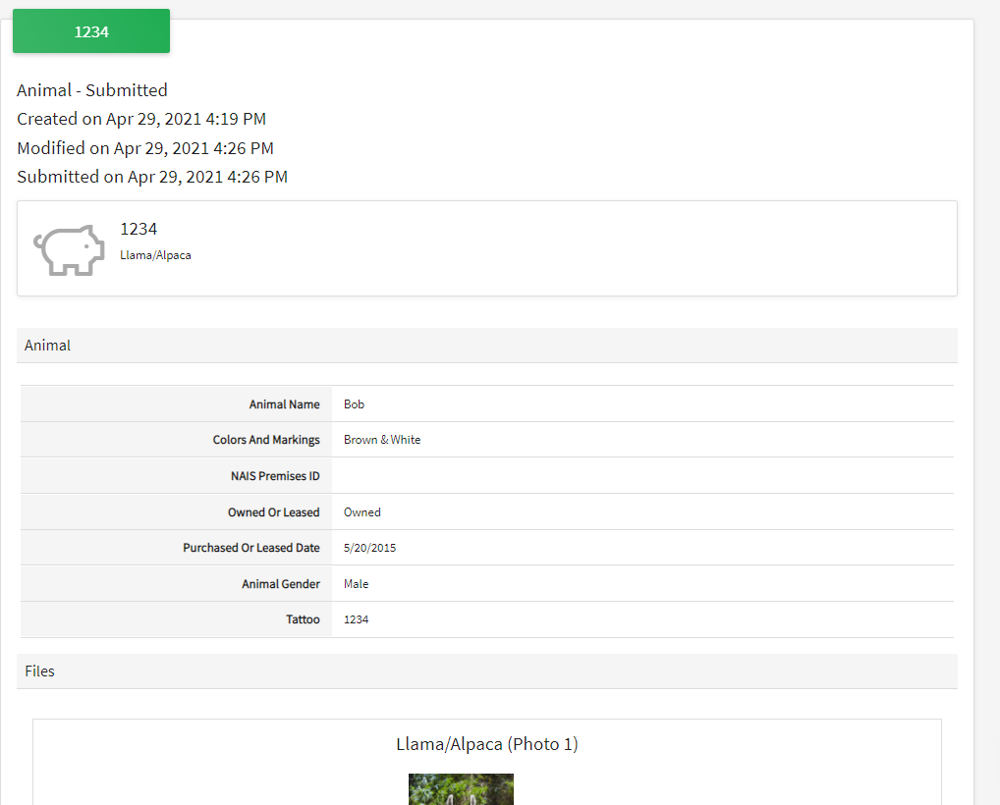 1234
Animal - Submitted
Created on Apr 29, 2021 4:19 PM
Modified on Apr 29, 2021 4:26 PM
Submitted on Apr 29, 2021 4:26 PM
1234
Llama/Alpaca
Animal
Animal Name Bob
Colors And Markings Brown & White
NAIS Premises ID
Owned Or Leased Owned
Purchased Or Leased Date 5/20/2015
Animal Gender Male
Tattoo 1234
Files
Llama/Alpaca (Photo 1)